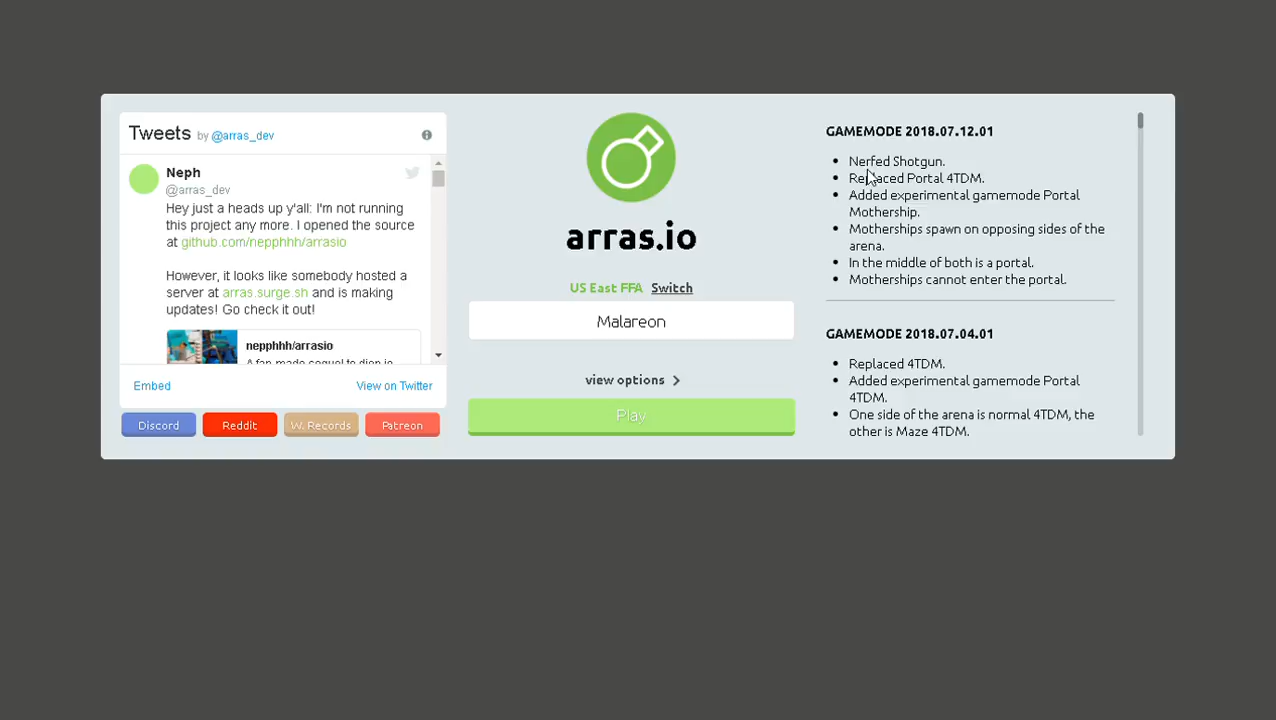 Tweets by @arras_dev
Neph
@arras_dev
Hey just a heads up y'all: I'm not running
this project any more. I opened the source
at github.com/nepphhh/arrasio
However, it looks like somebody hosted a
server at arras.surge.sh and is making
updates! Go check it out!
nepphhh/arrasio
A fan-made sequel to diep.io
Embed
View on Twitter
Discord
Reddit
W. Records
Patreon
arras.io
US East FFA Switch
Malareon
view options
Play
GAMEMODE 2018.07.12.01
Nerfed Shotgun.
Replaced Portal 4TDM.
Added experimental gamemode Portal
Mothership.
Motherships spawn on opposing sides of the
arena.
In the middle of both is a portal.
Motherships cannot enter the portal.
GAMEMODE 2018.07.04.01
Replaced 4TDM.
Added experimental gamemode Portal
4TDM.
One side of the arena is normal 4TDM, the
other is Maze 4TDM.